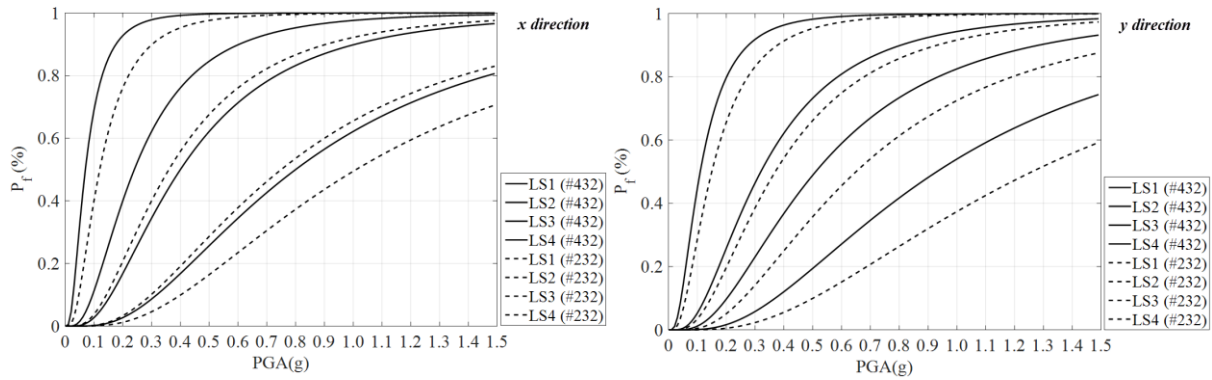 x direction
1
0.8
0.6
0.4
0.2
0
P_f (%)
0 0.1 0.2 0.3 0.4 0.5 0.6 0.7 0.8 0.9 1.0 1.1 1.2 1.3 1.4 1.5
PGA(g)
LS1 (#432)
LS2 (#432)
LS3 (#432)
LS4 (#432)
LS1 (#232)
LS2 (#232)
LS3 (#232)
LS4 (#232)
y direction
1
0.8
0.6
0.4
0.2
0
P_f (%)
0 0.1 0.2 0.3 0.4 0.5 0.6 0.7 0.8 0.9 1.0 1.1 1.2 1.3 1.4 1.5
PGA(g)
LS1 (#432)
LS2 (#432)
LS3 (#432)
LS4 (#432)
LS1 (#232)
LS2 (#232)
LS3 (#232)
LS4 (#232)